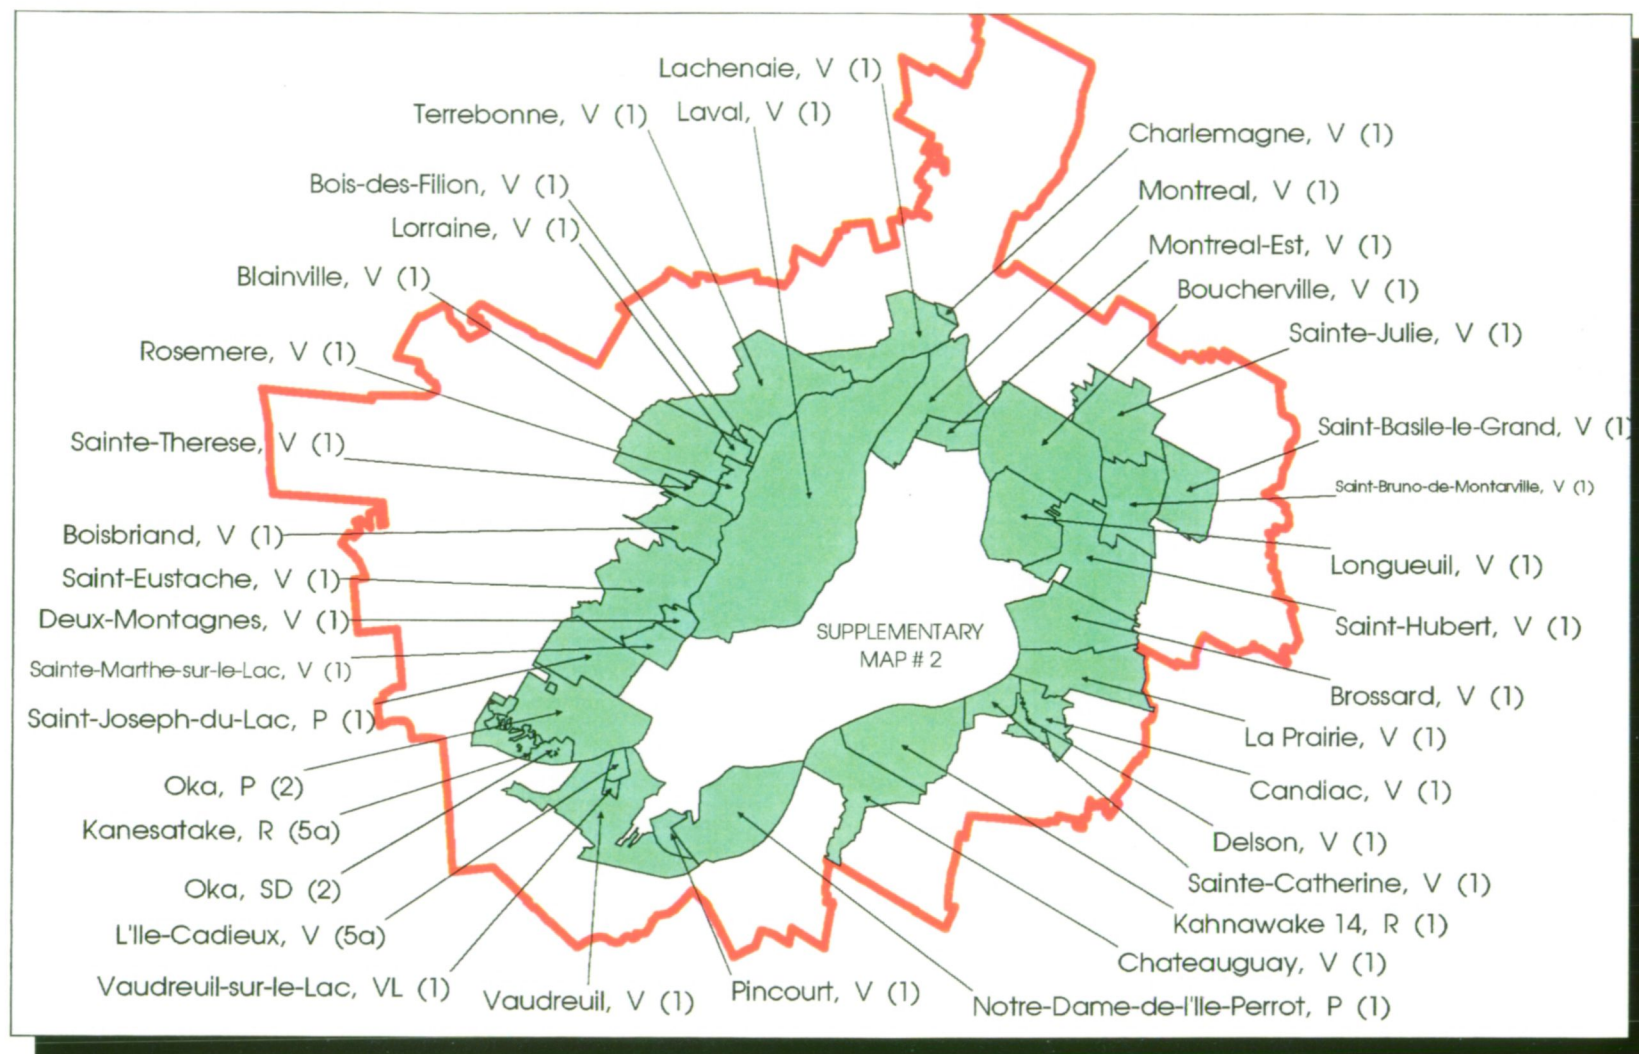 Lachenaie, V (1)
Terrebonne, V (1)
Laval, V (1)
Charlemagne, V (1)
Bois-des-Filion, V (1)
Montreal, V (1)
Lorraine, V (1)
Montreal-Est, V (1)
Blainville, V (1)
Boucherville, V (1)
Sainte-Julie, V (1)
Rosemere, V (1)
Saint-Basile-le-Grand, V (1)
Sainte-Therese, V (1)
Saint-Bruno-de-Montarville, V (1)
Boisbriand, V (1)
Longueuil, V (1)
Saint-Eustache, V (1)
Deux-Montagnes, V (1)
Saint-Hubert, V (1)
SUPPLEMENTARY
MAP # 2
Sainte-Marthe-sur-le-Lac, V (1)
Brossard, V (1)
Saint-Joseph-du-Lac, P (1)
La Prairie, V (1)
Oka, P (2)
Candiac, V (1)
Kanesatake, R (5a)
Delson, V (1)
Oka, SD (2)
Sainte-Catherine, V (1)
L'Ile-Cadieux, V (5a)
Kahnawake 14, R (1)
Chateauguay, V (1)
Vaudreuil-sur-le-Lac, VL (1)
Vaudreuil, V (1)
Pincourt, V (1)
Notre-Dame-de-l'Ile-Perrot, P (1)